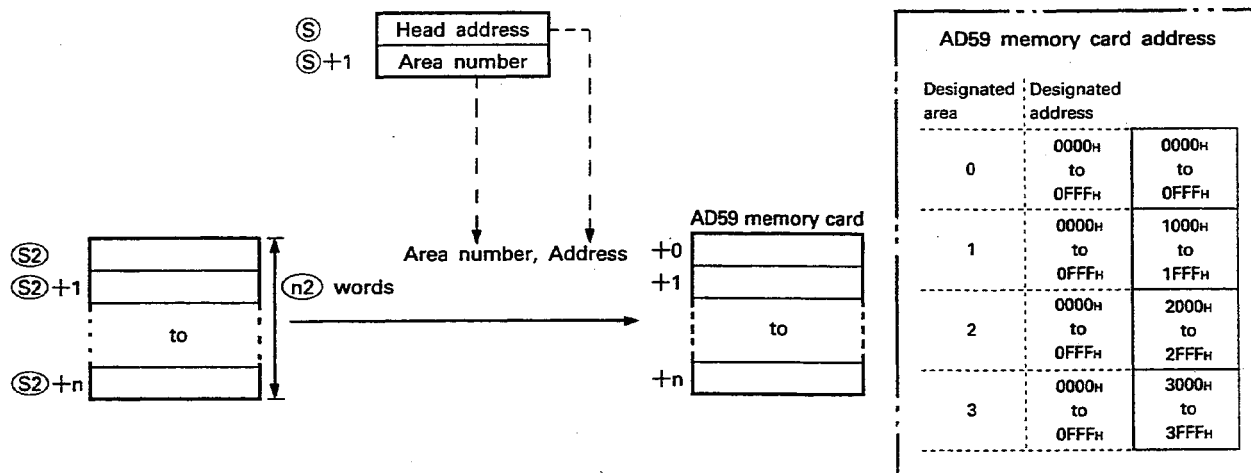 Ⓢ Head address
Ⓢ+1 Area number
Area number, Address
Ⓢ2
Ⓢ2+1
to
Ⓢ2+n
n2 words
AD59 memory card
+0
+1
to
+n
AD59 memory card address
Designated area
Designated address
0
0000H to 0FFFH
0000H to 0FFFH
1
0000H to 0FFFH
1000H to 1FFFH
2
0000H to 0FFFH
2000H to 2FFFH
3
0000H to 0FFFH
3000H to 3FFFH